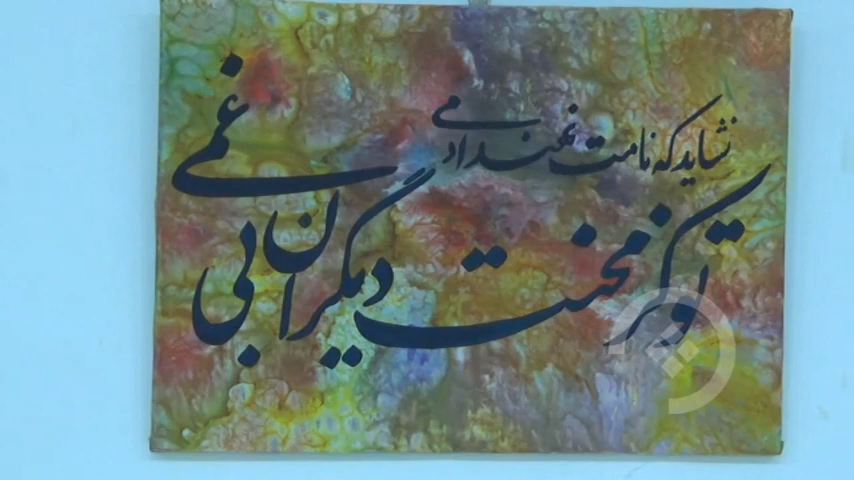 نشاید که نامت نهند آدمی
تو کز محنت دیگران بی غمی